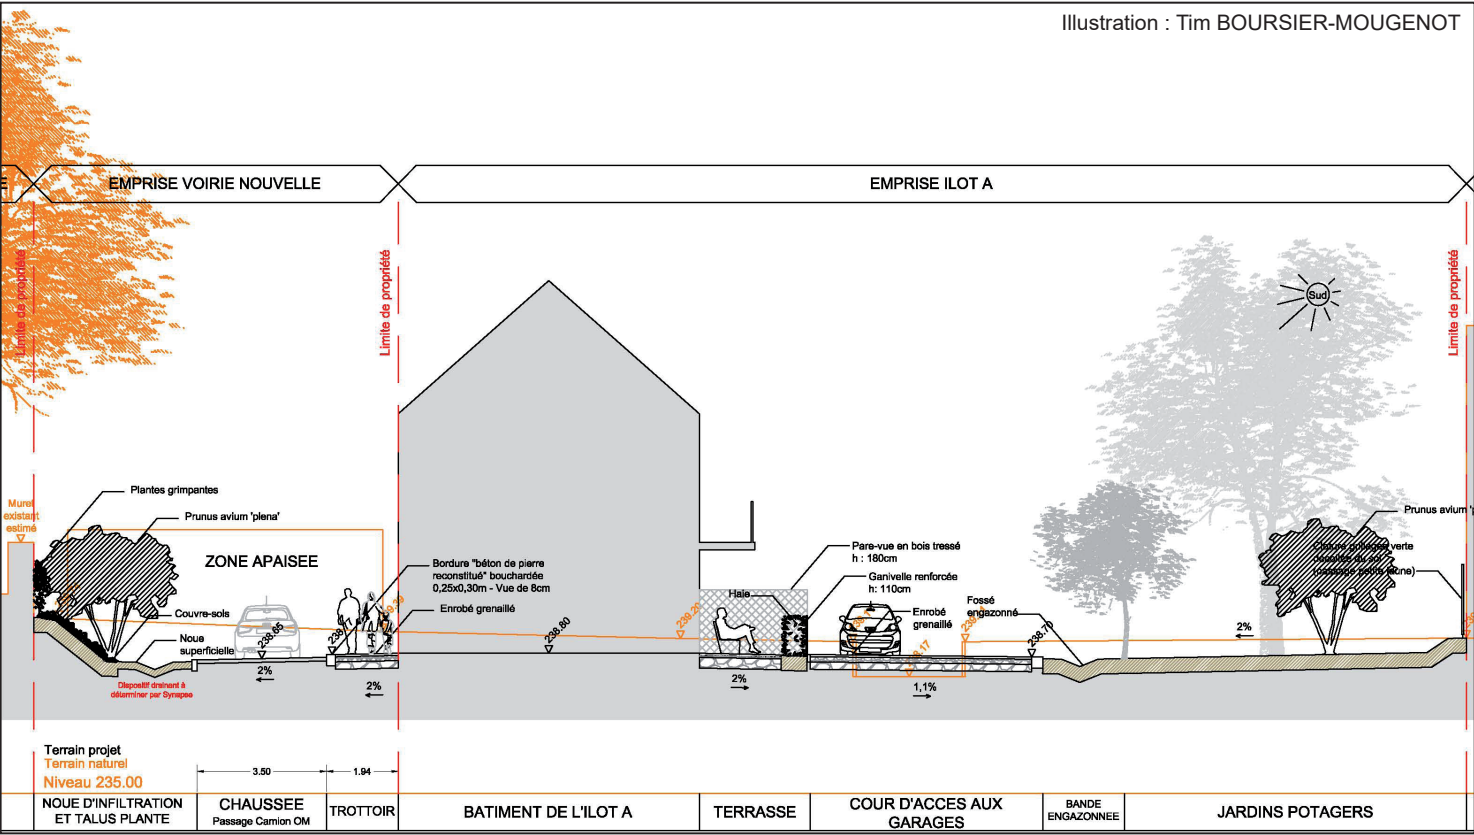 Illustration : Tim BOURSIER-MOUGENOT
EMPRISE VOIRIE NOUVELLE
EMPRISE ILOT A
Limite de propriété
Limite de propriété
Limite de propriété
Sud
Muret
existant
estimé
Plantes grimpantes
Prunus avium 'plena'
ZONE APAISEE
Couvre-sols
Noue
superficielle
Dispositif drainant à
déterminer par Synapse
238.65
2%
2%
Bordure "béton de pierre
reconstitué" bouchardée
0,25x0,30m - Vue de 8cm
Enrobé grenaillé
238.80
239.20
Pare-vue en bois tressé
h : 180cm
Ganivelle renforcée
h: 110cm
Haie
Enrobé
grenaillé
Fossé
engazonné
238.70
2%
1,1%
2%
Prunus avium
Clôture grillagée verte
Terrain projet
Terrain naturel
Niveau 235.00
3.50
1.94
NOUE D'INFILTRATION
ET TALUS PLANTE
CHAUSSEE
Passage Camion OM
TROTTOIR
BATIMENT DE L'ILOT A
TERRASSE
COUR D'ACCES AUX
GARAGES
BANDE
ENGAZONNEE
JARDINS POTAGERS